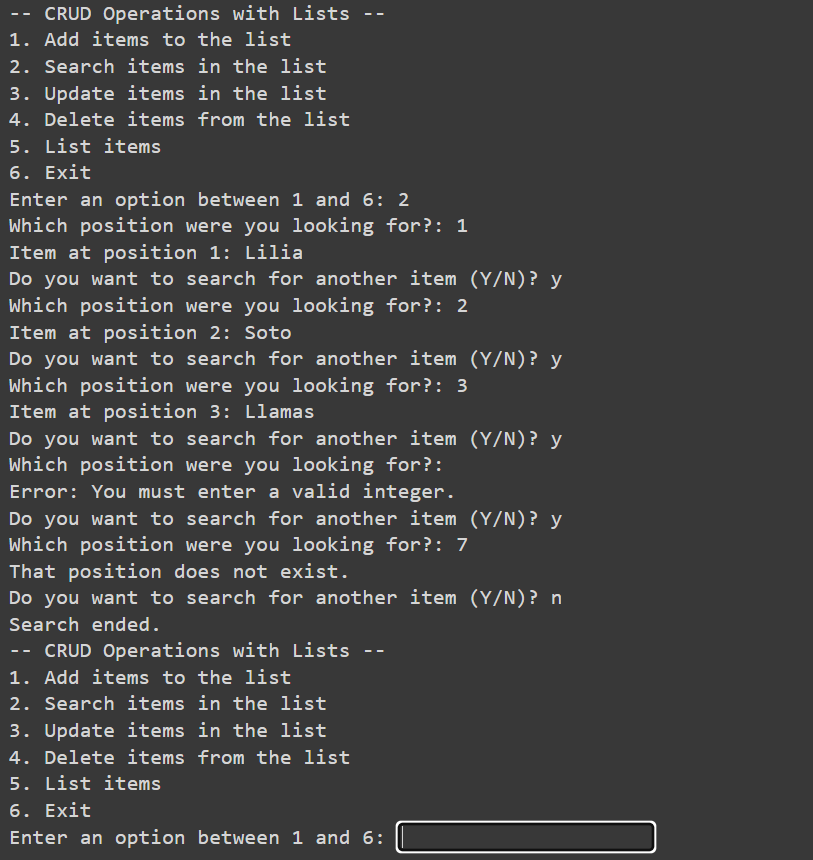 -- CRUD Operations with Lists --
1. Add items to the list
2. Search items in the list
3. Update items in the list
4. Delete items from the list
5. List items
6. Exit
Enter an option between 1 and 6: 2
Which position were you looking for?: 1
Item at position 1: Lilia
Do you want to search for another item (Y/N)? y
Which position were you looking for?: 2
Item at position 2: Soto
Do you want to search for another item (Y/N)? y
Which position were you looking for?: 3
Item at position 3: Llamas
Do you want to search for another item (Y/N)? y
Which position were you looking for?:
Error: You must enter a valid integer.
Do you want to search for another item (Y/N)? y
Which position were you looking for?: 7
That position does not exist.
Do you want to search for another item (Y/N)? n
Search ended.
-- CRUD Operations with Lists --
1. Add items to the list
2. Search items in the list
3. Update items in the list
4. Delete items from the list
5. List items
6. Exit
Enter an option between 1 and 6: